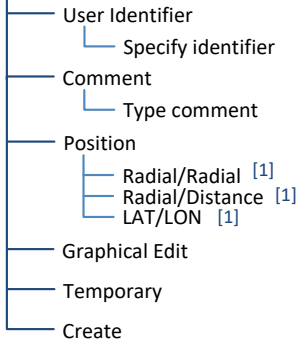 User Identifier
Specify identifier
Comment
Type comment
Position
Radial/Radial [1]
Radial/Distance [1]
LAT/LON [1]
Graphical Edit
Temporary
Create